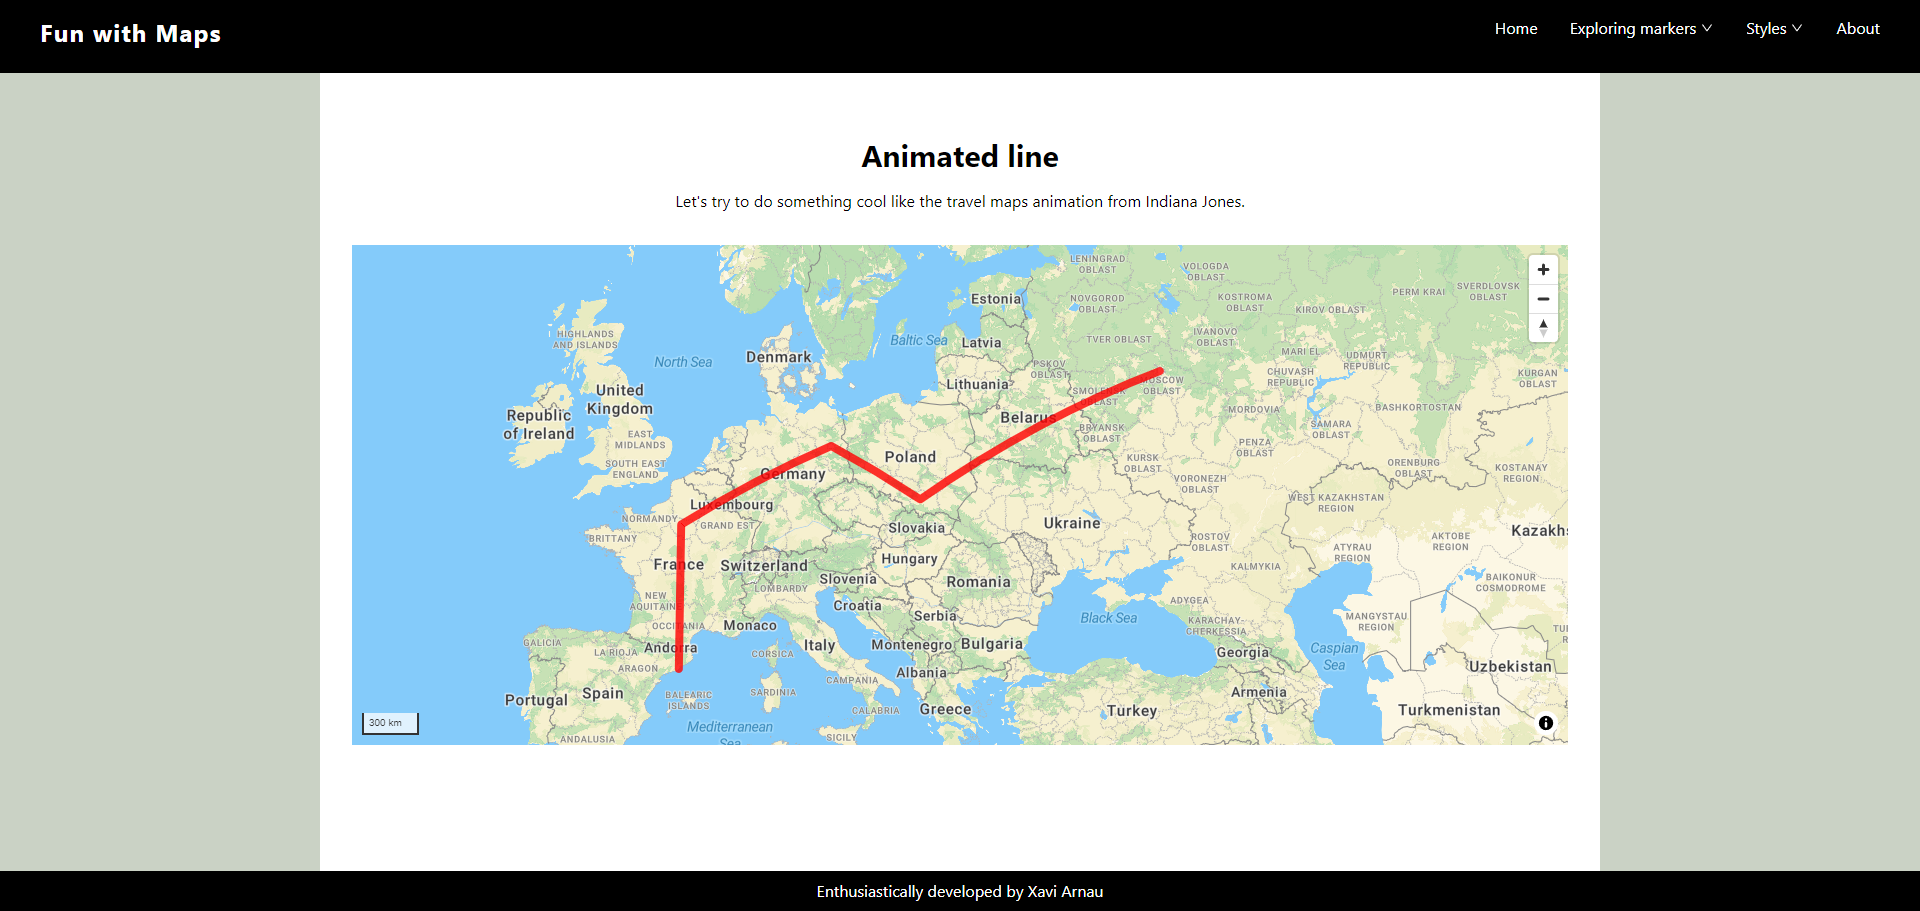 Fun with Maps
Home
Exploring markers
Styles
About
Animated line
Let's try to do something cool like the travel maps animation from Indiana Jones.
LENINGRAD
OBLAST
VOLOGDA
OBLAST
PERM KRAI
SVERDLOVSK
OBLAST
Estonia
NOVGOROD
OBLAST
KOSTROMA
OBLAST
KIROV OBLAST
HIGHLANDS
AND ISLANDS
Baltic Sea
Latvia
TVER OBLAST
IVANOVO
OBLAST
North Sea
Denmark
PSKOV
OBLAST
MARI EL
UDMURT
REPUBLIC
Lithuania
SMOLENSK
OBLAST
MOSCOW
OBLAST
CHUVASH
REPUBLIC
KURGAN
OBLAST
United
Kingdom
Republic
of Ireland
Belarus
MORDOVIA
BASHKORTOSTAN
EAST
MIDLANDS
BRYANSK
OBLAST
PENZA
OBLAST
SAMARA
OBLAST
SOUTH EAST
ENGLAND
Germany
Poland
KURSK
OBLAST
ORENBURG
OBLAST
KOSTANAY
REGION
VORONEZH
OBLAST
WEST KAZAKHSTAN
REGION
Luxembourg
NORMANDY
GRAND EST
Slovakia
Ukraine
Kazakhs
BRITTANY
ROSTOV
OBLAST
ATYRAU
REGION
AKTOBE
REGION
France
Switzerland
Hungary
KALMYKIA
LOMBARDY
Slovenia
Romania
BAIKONUR
COSMODROME
NEW
AQUITAINE
Croatia
ADYGEA
Serbia
Black Sea
KARACHAY
CHERKESSIA
MANGYSTAU
REGION
TU
RE
OCCITANIA
Monaco
GALICIA
LA RIOJA
Andorra
CORSICA
Italy
Montenegro
Bulgaria
Georgia
Caspian
Sea
ARAGON
Albania
Uzbekistan
Portugal
Spain
BALEARIC
ISLANDS
SARDINIA
CAMPANIA
Armenia
CALABRIA
Greece
Turkey
Turkmenistan
300 km
Mediterranean
Sea
ANDALUSIA
SICILY
Enthusiastically developed by Xavi Arnau